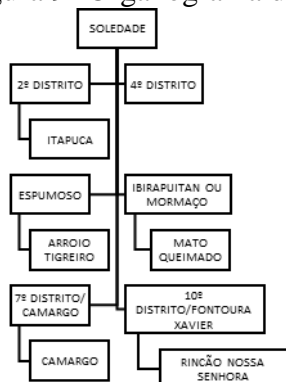 SOLEDADE
2º DISTRITO
4º DISTRITO
ITAPUCA
ESPUMOSO
IBIRAPUITAN OU
MORMAÇO
ARROIO
TIGREIRO
MATO
QUEIMADO
7º DISTRITO/
CAMARGO
10º
DISTRITO/FONTOURA
XAVIER
CAMARGO
RINCÃO NOSSA
SENHORA